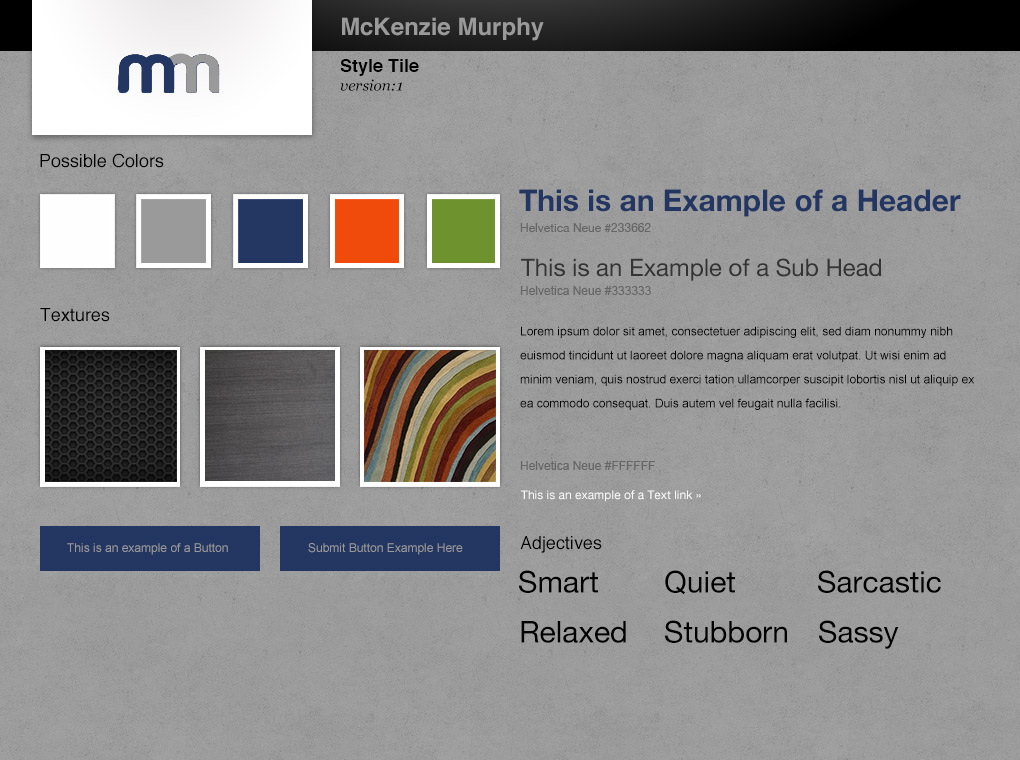 McKenzie Murphy
mm
Style Tile
version:1
Possible Colors
Textures
This is an example of a Button
Submit Button Example Here
This is an Example of a Header
Helvetica Neue #233662
This is an Example of a Sub Head
Helvetica Neue #333333
Lorem ipsum dolor sit amet, consectetuer adipiscing elit, sed diam nonummy nibh
euismod tincidunt ut laoreet dolore magna aliquam erat volutpat. Ut wisi enim ad
minim veniam, quis nostrud exerci tation ullamcorper suscipit lobortis nisl ut aliquip ex
ea commodo consequat. Duis autem vel feugait nulla facilisi.
Helvetica Neue #FFFFFF
This is an example of a Text link »
Adjectives
Smart Quiet Sarcastic
Relaxed Stubborn Sassy